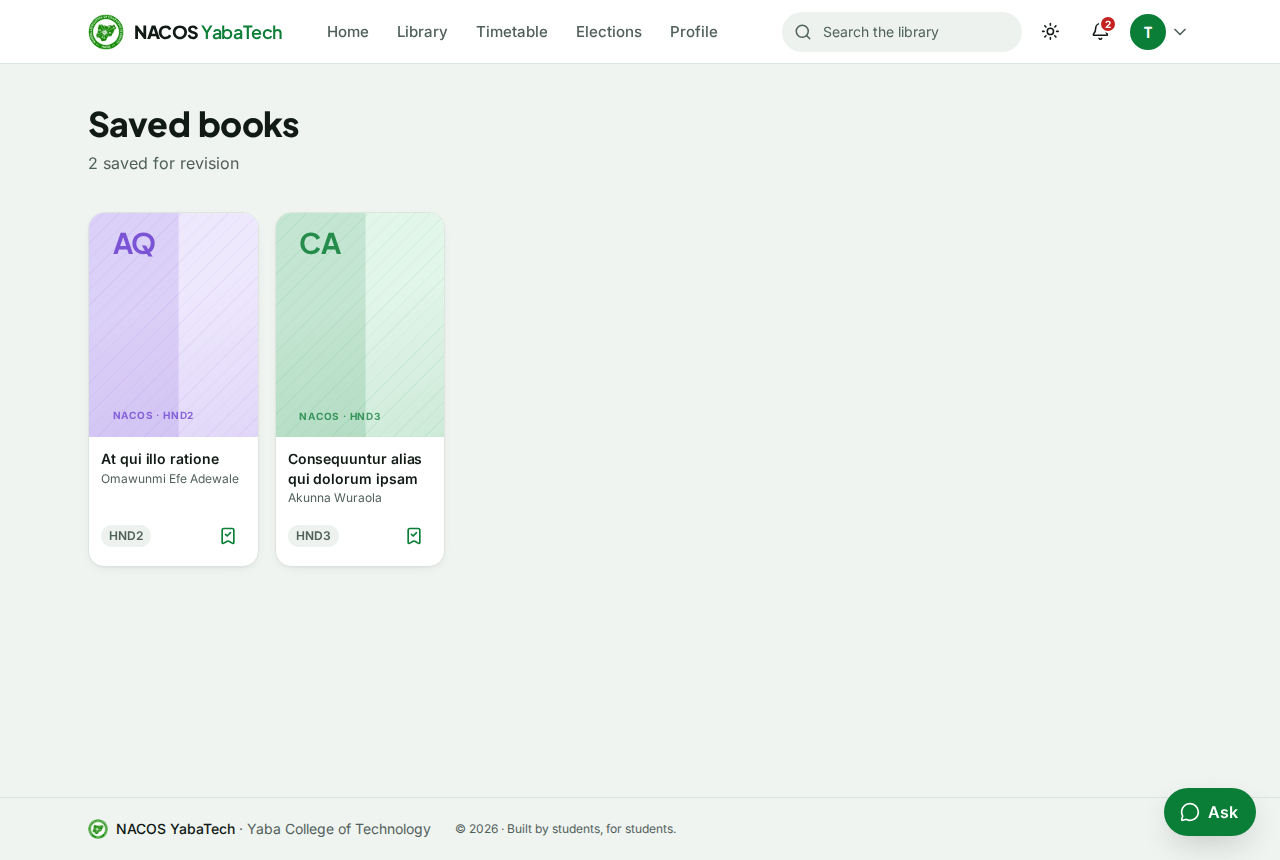 NACOS YabaTech
Home
Library
Timetable
Elections
Profile
Search the library
2
T
Saved books
2 saved for revision
AQ
NACOS · HND2
At qui illo ratione
Omawunmi Efe Adewale
HND2
CA
NACOS · HND3
Consequuntur alias
qui dolorum ipsam
Akunna Wuraola
HND3
NACOS YabaTech · Yaba College of Technology
© 2026 · Built by students, for students.
Ask